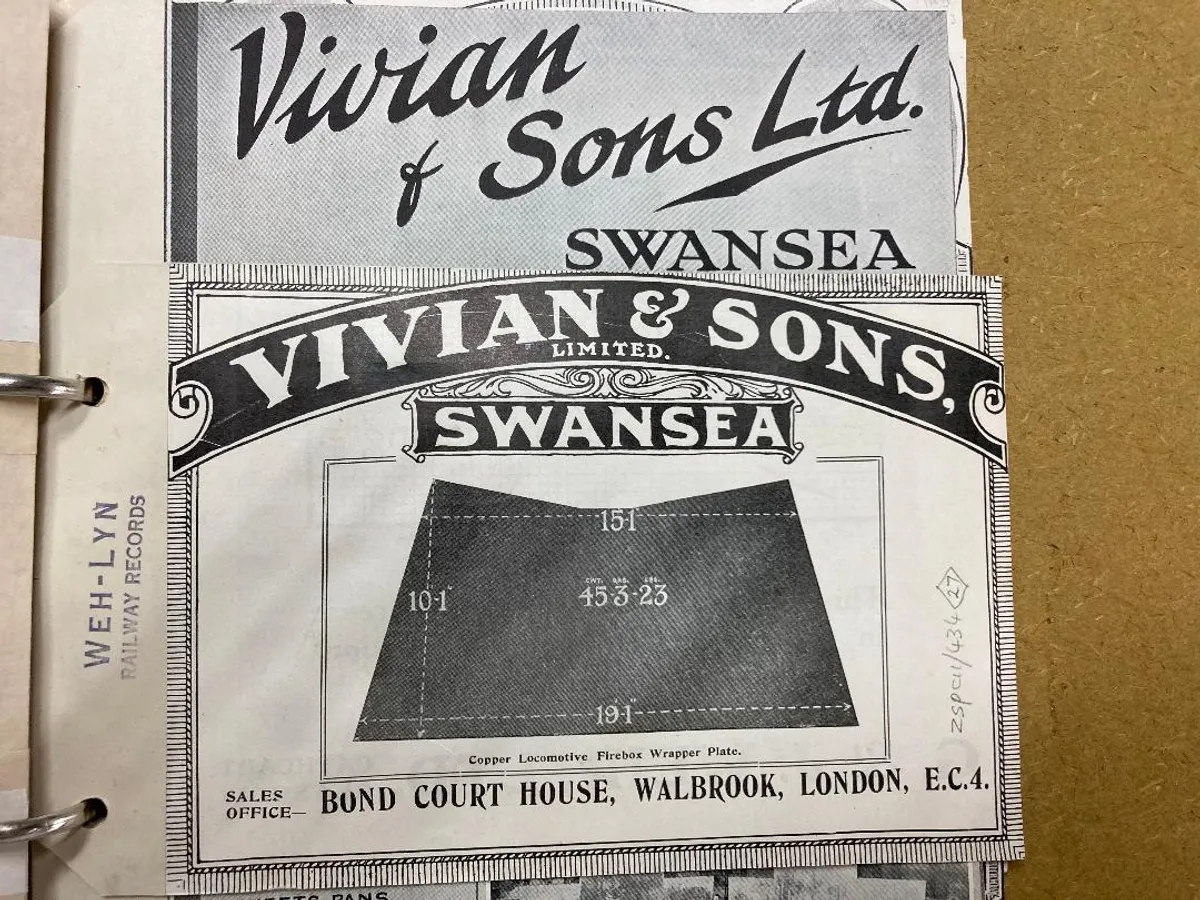 Vivian
& Sons Ltd.
SWANSEA
VIVIAN & SONS,
LIMITED.
SWANSEA
15·1
10·1"
CWT. QRS. LBS.
45·3·23
19·1"
Copper Locomotive Firebox Wrapper Plate.
SALES
OFFICE— BOND COURT HOUSE, WALBROOK, LONDON, E.C.4.
WEH-LYN
RAILWAY RECORDS
ZSPC11/434 27